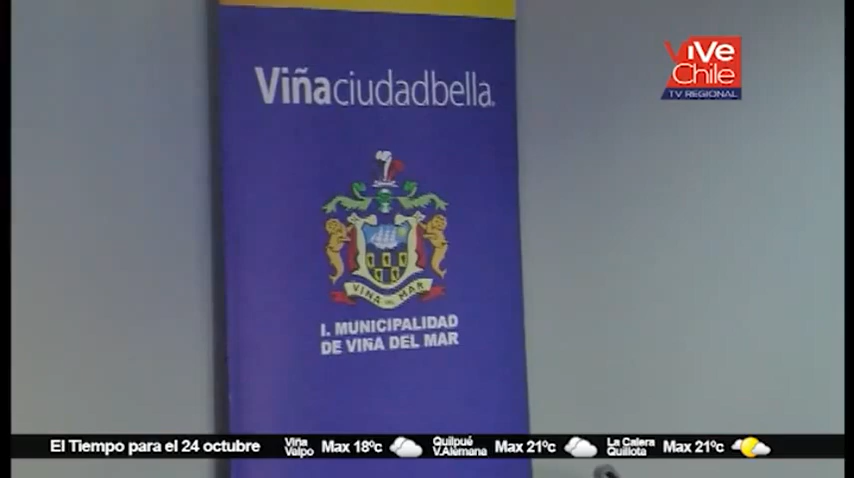 Viñaciudadbella
ViVe
Chile
TV REGIONAL
VIÑA DEL MAR
I. MUNICIPALIDAD
DE VIÑA DEL MAR
El Tiempo para el 24 octubre
Viña
Valpo
Max 18ºc
Quilpué
V.Alémana
Max 21ºc
La Calera
Quillota
Max 21ºc